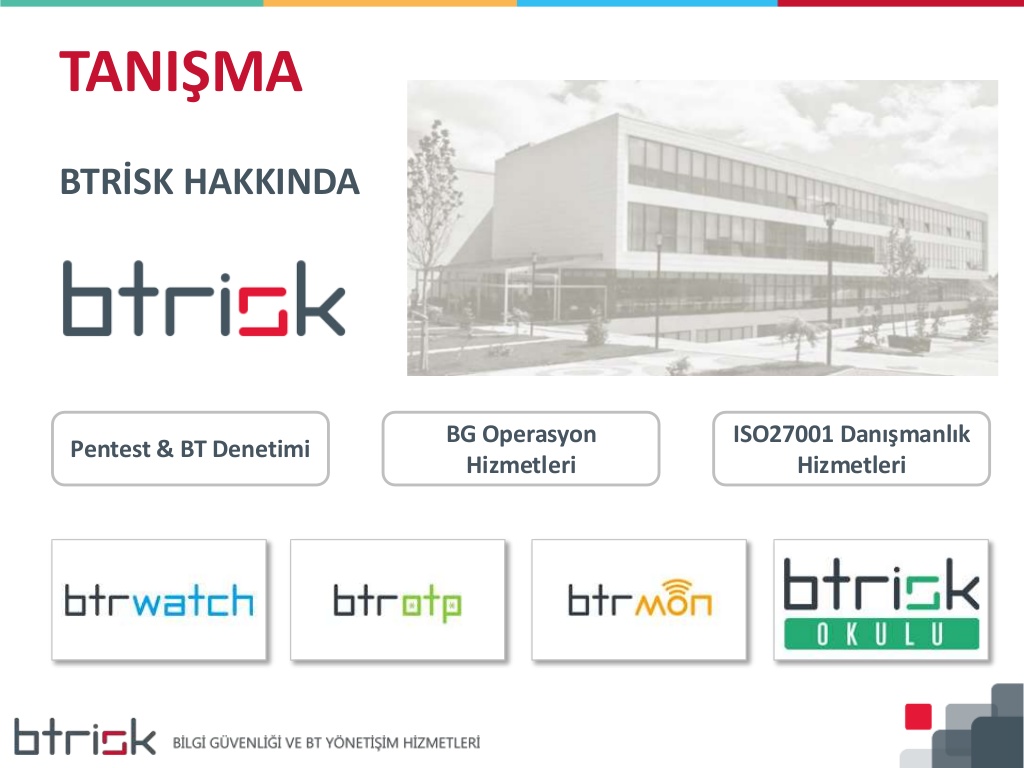 TANIŞMA
BTRİSK HAKKINDA
btrisk
Pentest & BT Denetimi
BG Operasyon
Hizmetleri
ISO27001 Danışmanlık
Hizmetleri
btrwatch
btrotp
btrmon
btrisk
OKULU
btrisk BİLGİ GÜVENLİĞİ VE BT YÖNETİŞİM HİZMETLERİ